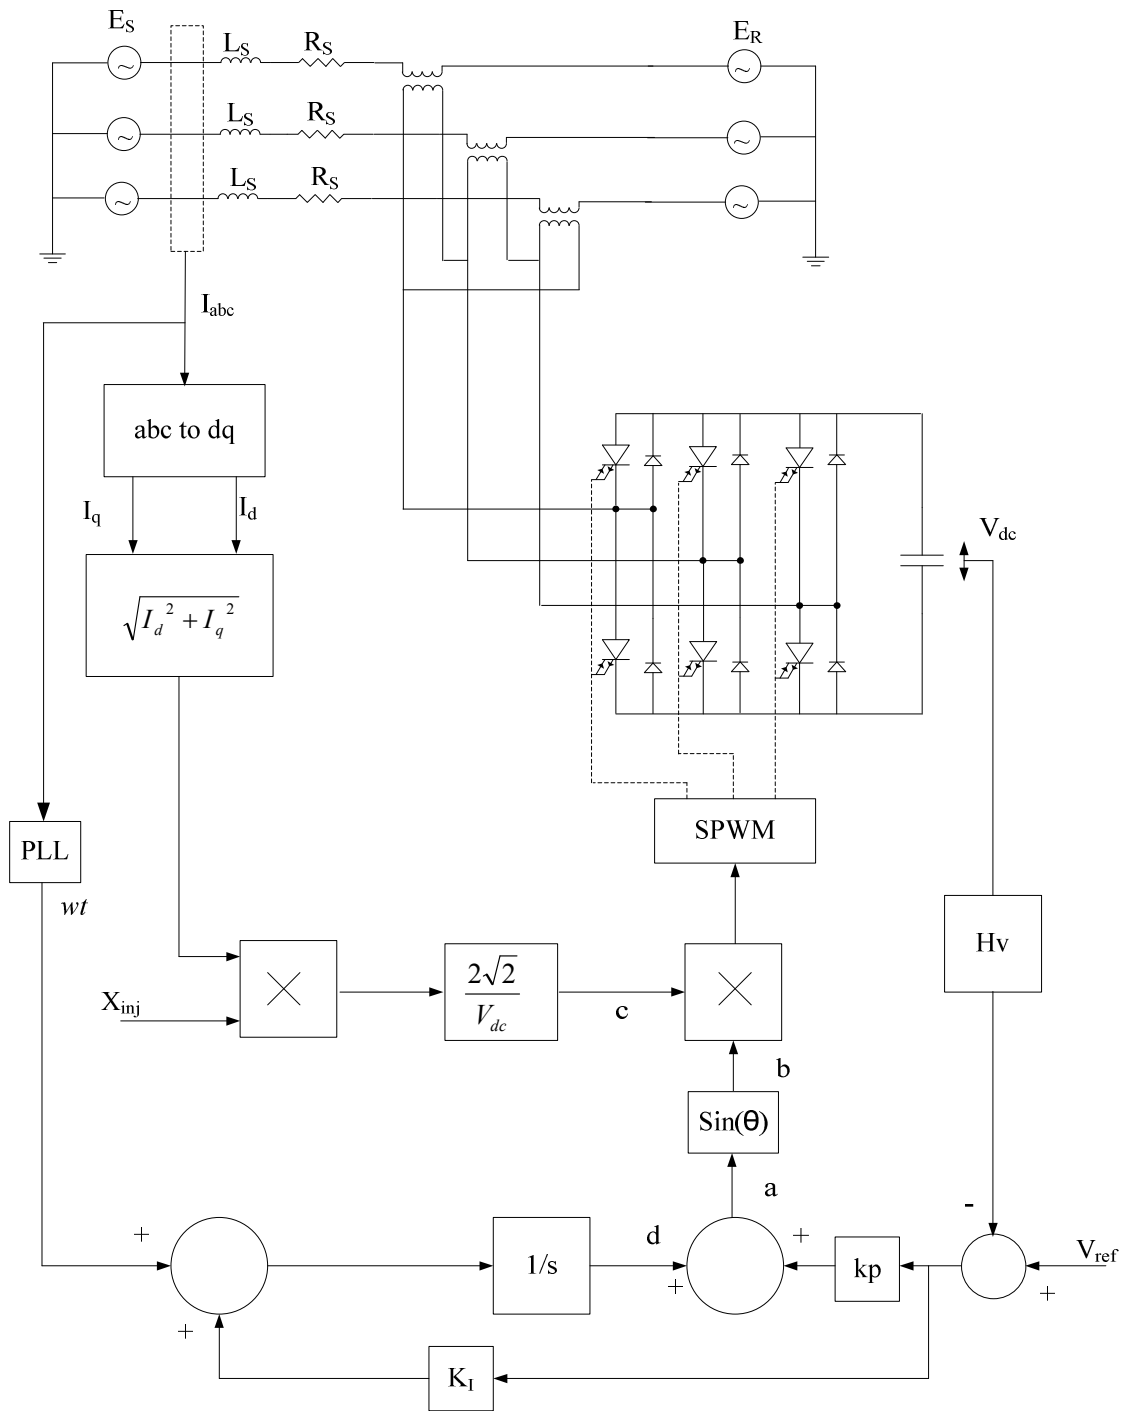 E_S
E_R
L_S R_S
L_S R_S
L_S R_S
I_abc
abc to dq
I_q I_d
√(I_d² + I_q²)
V_dc
SPWM
PLL
wt
Hv
X_inj
2√2 / V_dc
c
b
Sin(θ)
a
-
+
+
d
1/s
+
kp
V_ref
+
+
K_I